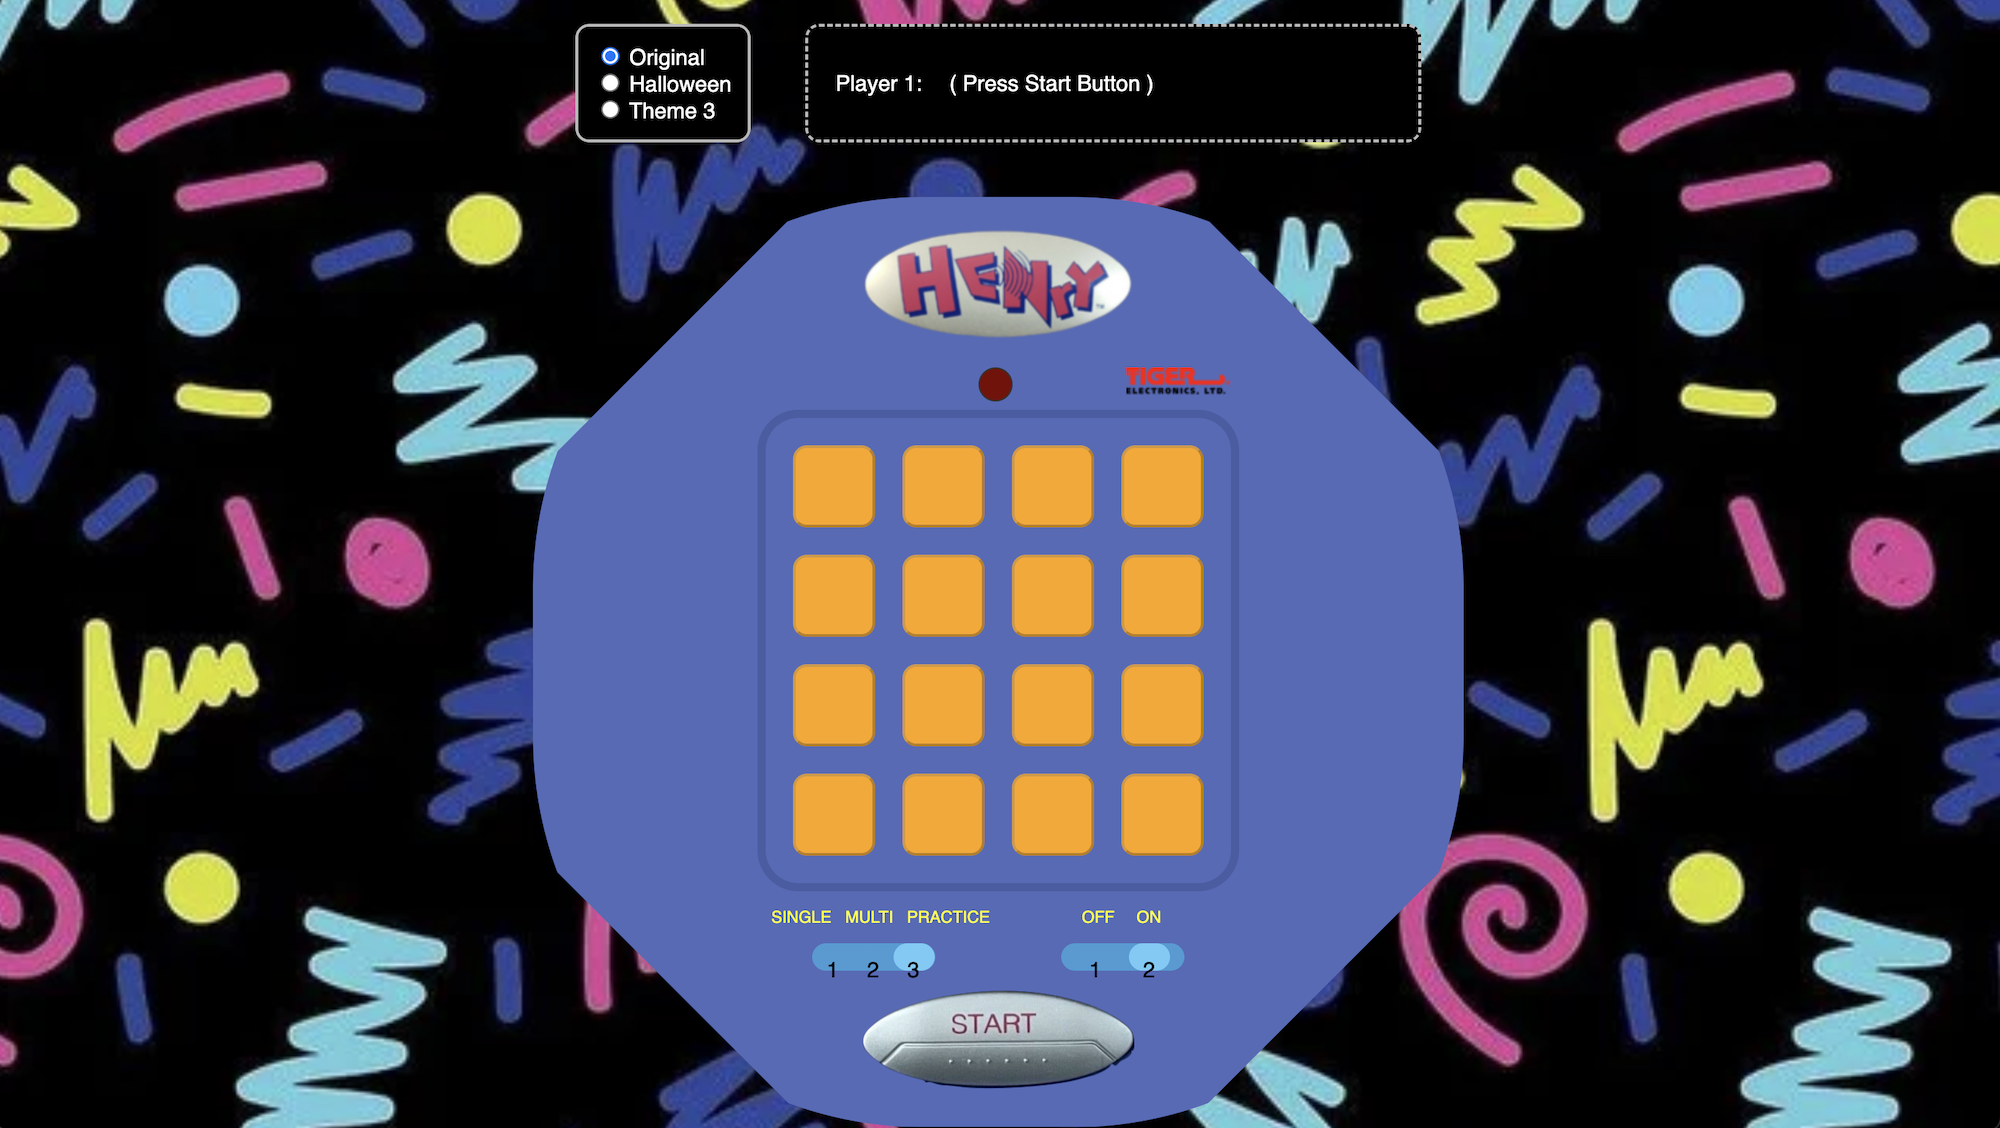 Original
Halloween
Theme 3
Player 1: ( Press Start Button )
HENrY
TIGER
ELECTRONICS, LTD.
SINGLE MULTI PRACTICE
OFF ON
1 2 3
1 2
START